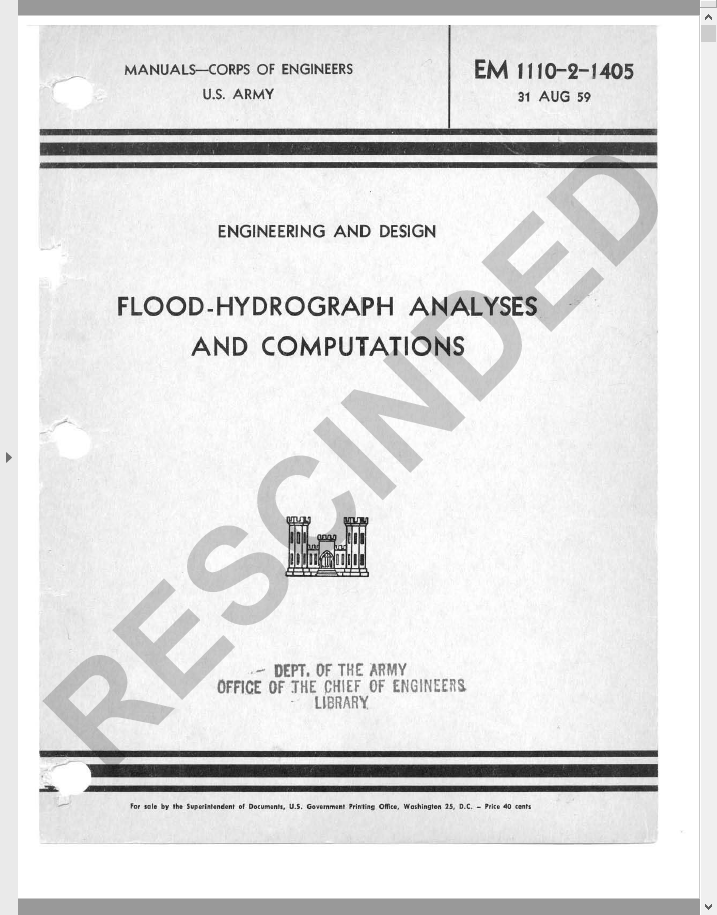 MANUALS—CORPS OF ENGINEERS
U.S. ARMY
EM 1110-2-1405
31 AUG 59
ENGINEERING AND DESIGN
FLOOD-HYDROGRAPH ANALYSES
AND COMPUTATIONS
RESCINDED
DEPT. OF THE ARMY
OFFICE OF THE CHIEF OF ENGINEERS
LIBRARY
For sale by the Superintendent of Documents, U.S. Government Printing Office, Washington 25, D.C. – Price 40 cents